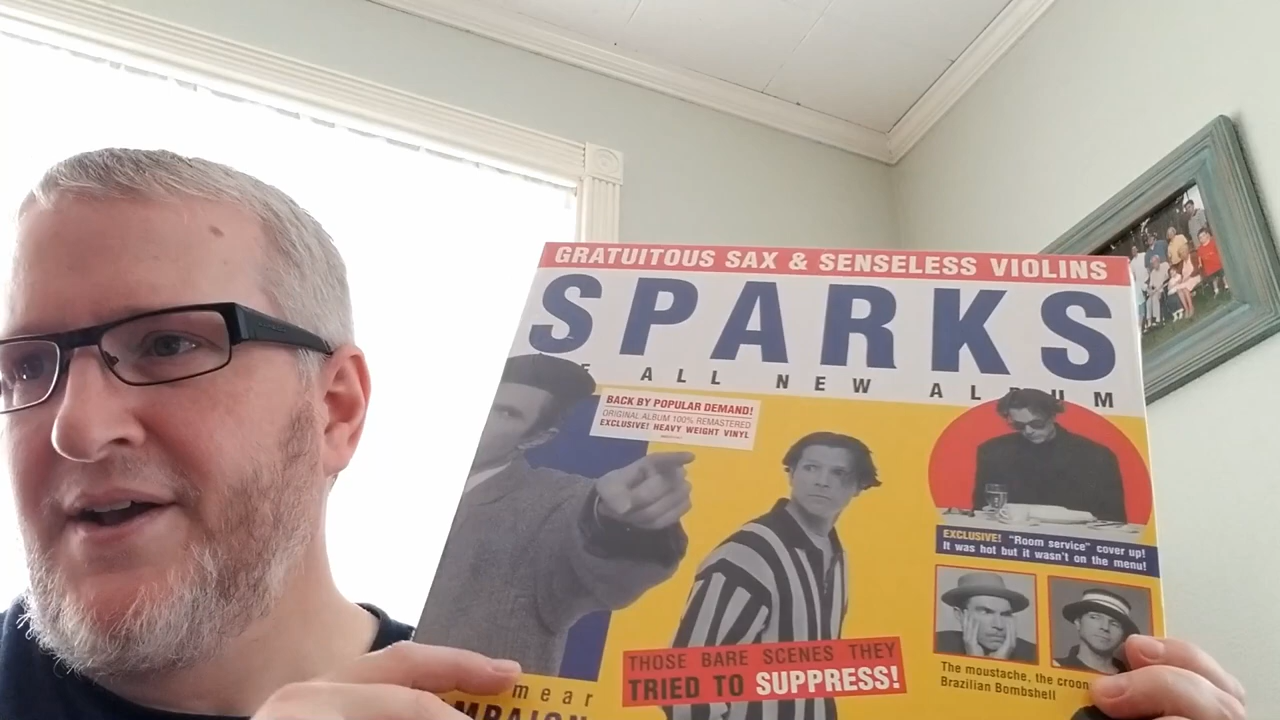 GRATUITOUS SAX & SENSELESS VIOLINS
SPARKS
ALL NEW ALBUM
BACK BY POPULAR DEMAND!
ORIGINAL ALBUM 100% REMASTERED
EXCLUSIVE! HEAVY WEIGHT VINYL
EXCLUSIVE! "Room service" cover up!
It was hot but it wasn't on the menu!
THOSE BARE SCENES THEY
TRIED TO SUPPRESS!
The moustache, the croon
Brazilian Bombshell
mear